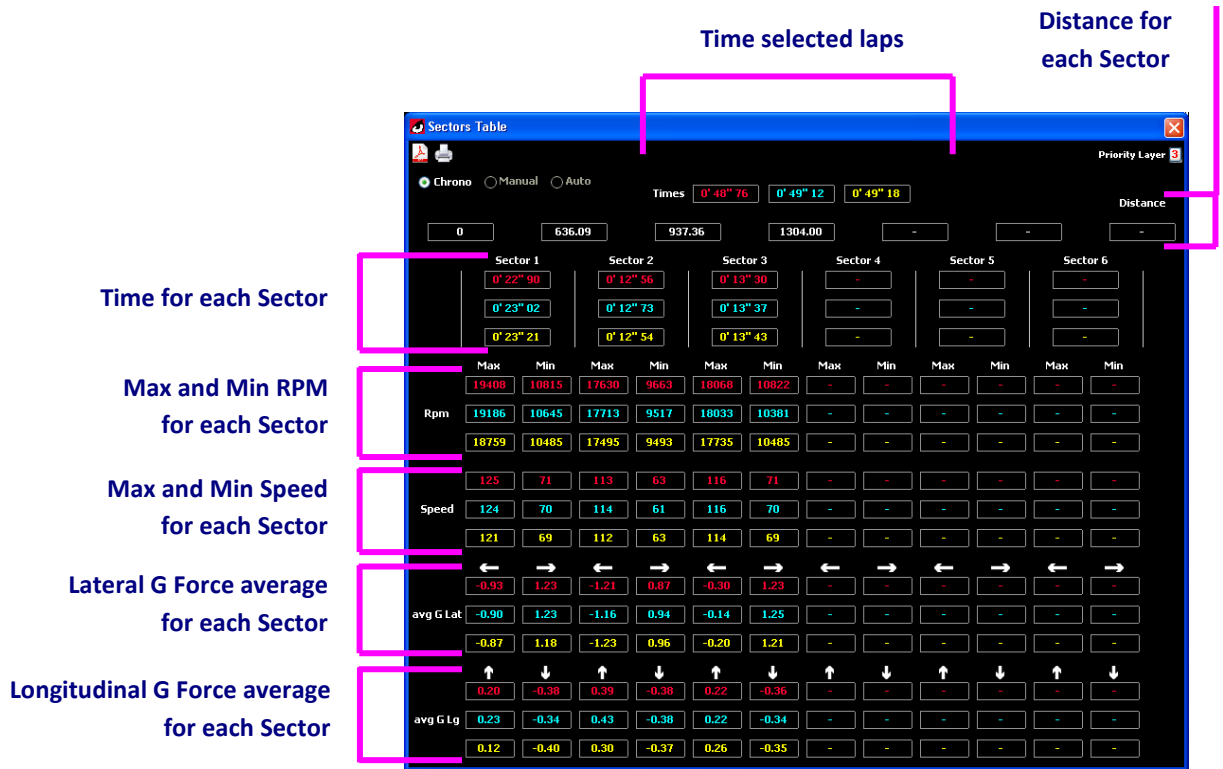 Distance for
each Sector
Time selected laps
Sectors Table
Priority Layer 3
Chrono Manual Auto
Times 0' 48'' 76 0' 49'' 12 0' 49'' 18
Distance
0 636.09 937.36 1304.00 - - -
Sector 1 Sector 2 Sector 3 Sector 4 Sector 5 Sector 6
Time for each Sector
0' 22'' 90 0' 12'' 56 0' 13'' 30 - - -
0' 23'' 02 0' 12'' 73 0' 13'' 37 - - -
0' 23'' 21 0' 12'' 54 0' 13'' 43 - - -
Max and Min RPM
for each Sector
Max Min Max Min Max Min Max Min Max Min Max Min
19408 10815 17630 9663 18068 10822 - - - - - -
Rpm 19186 10645 17713 9517 18033 10381 - - - - - -
18759 10485 17495 9493 17735 10485 - - - - - -
Max and Min Speed
for each Sector
125 71 113 63 116 71 - - - - - -
Speed 124 70 114 61 116 70 - - - - - -
121 69 112 63 114 69 - - - - - -
Lateral G Force average
for each Sector
← → ← → ← → ← → ← → ← →
-0.93 1.23 -1.21 0.87 -0.30 1.23 - - - - - -
avg G Lat -0.90 1.23 -1.16 0.94 -0.14 1.25 - - - - - -
-0.87 1.18 -1.23 0.96 -0.20 1.21 - - - - - -
Longitudinal G Force average
for each Sector
↑ ↓ ↑ ↓ ↑ ↓ ↑ ↓ ↑ ↓ ↑ ↓
0.20 -0.38 0.39 -0.38 0.22 -0.36 - - - - - -
avg G Lg 0.23 -0.34 0.43 -0.38 0.22 -0.34 - - - - - -
0.12 -0.40 0.30 -0.37 0.26 -0.35 - - - - - -